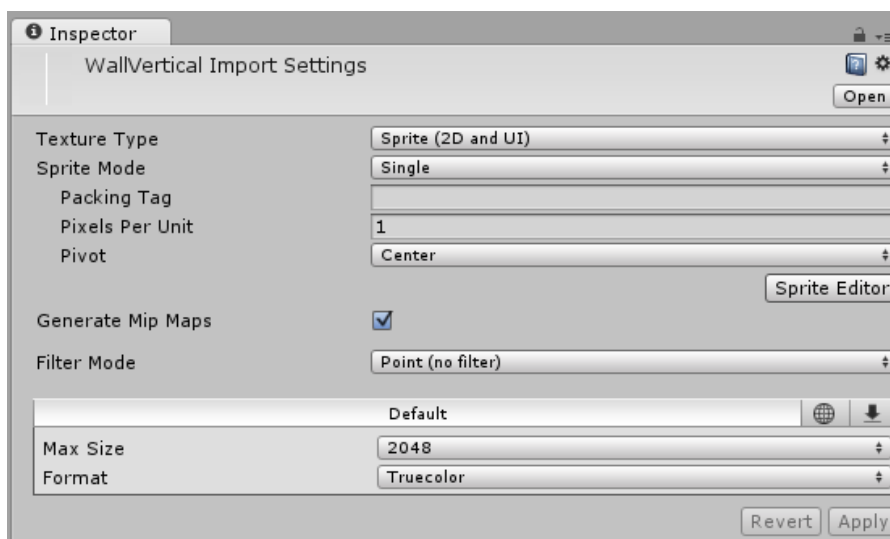 Inspector
WallVertical Import Settings
Open
Texture Type Sprite (2D and UI)
Sprite Mode Single
Packing Tag
Pixels Per Unit 1
Pivot Center
Sprite Editor
Generate Mip Maps
Filter Mode Point (no filter)
Default
Max Size 2048
Format Truecolor
Revert Apply